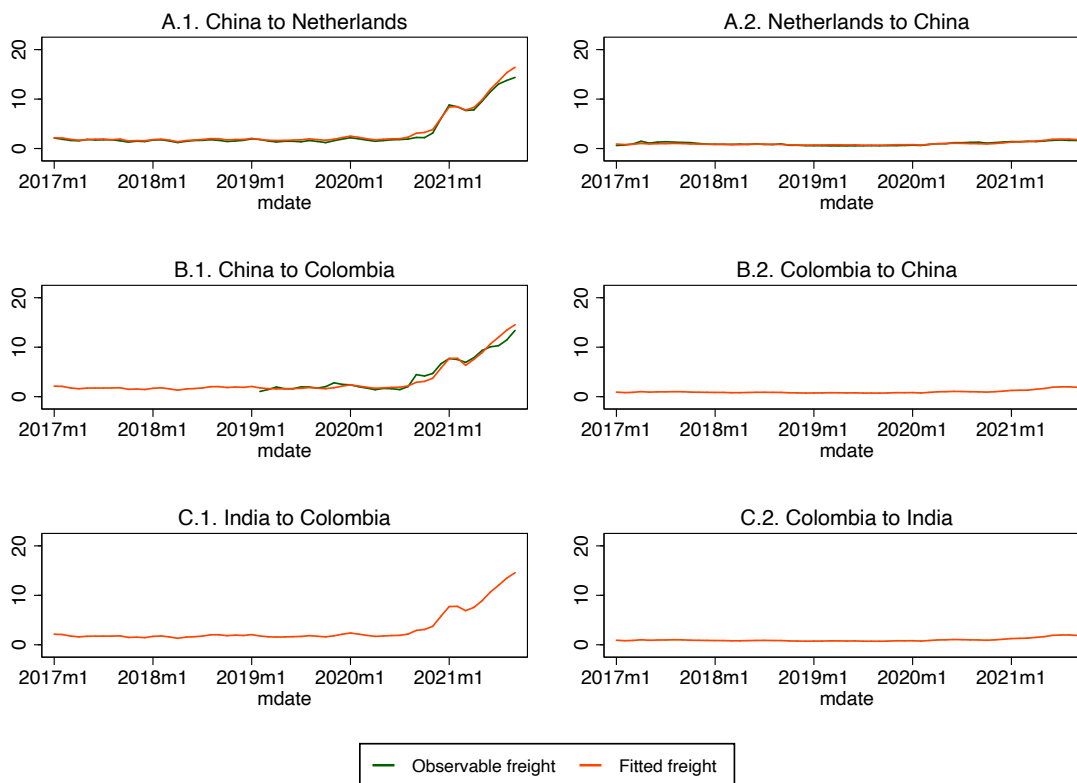 A.1. China to Netherlands
20
10
0
2017m1 2018m1 2019m1 2020m1 2021m1
mdate
A.2. Netherlands to China
20
10
0
2017m1 2018m1 2019m1 2020m1 2021m1
mdate
B.1. China to Colombia
20
10
0
2017m1 2018m1 2019m1 2020m1 2021m1
mdate
B.2. Colombia to China
20
10
0
2017m1 2018m1 2019m1 2020m1 2021m1
mdate
C.1. India to Colombia
20
10
0
2017m1 2018m1 2019m1 2020m1 2021m1
mdate
C.2. Colombia to India
20
10
0
2017m1 2018m1 2019m1 2020m1 2021m1
mdate
Observable freight Fitted freight